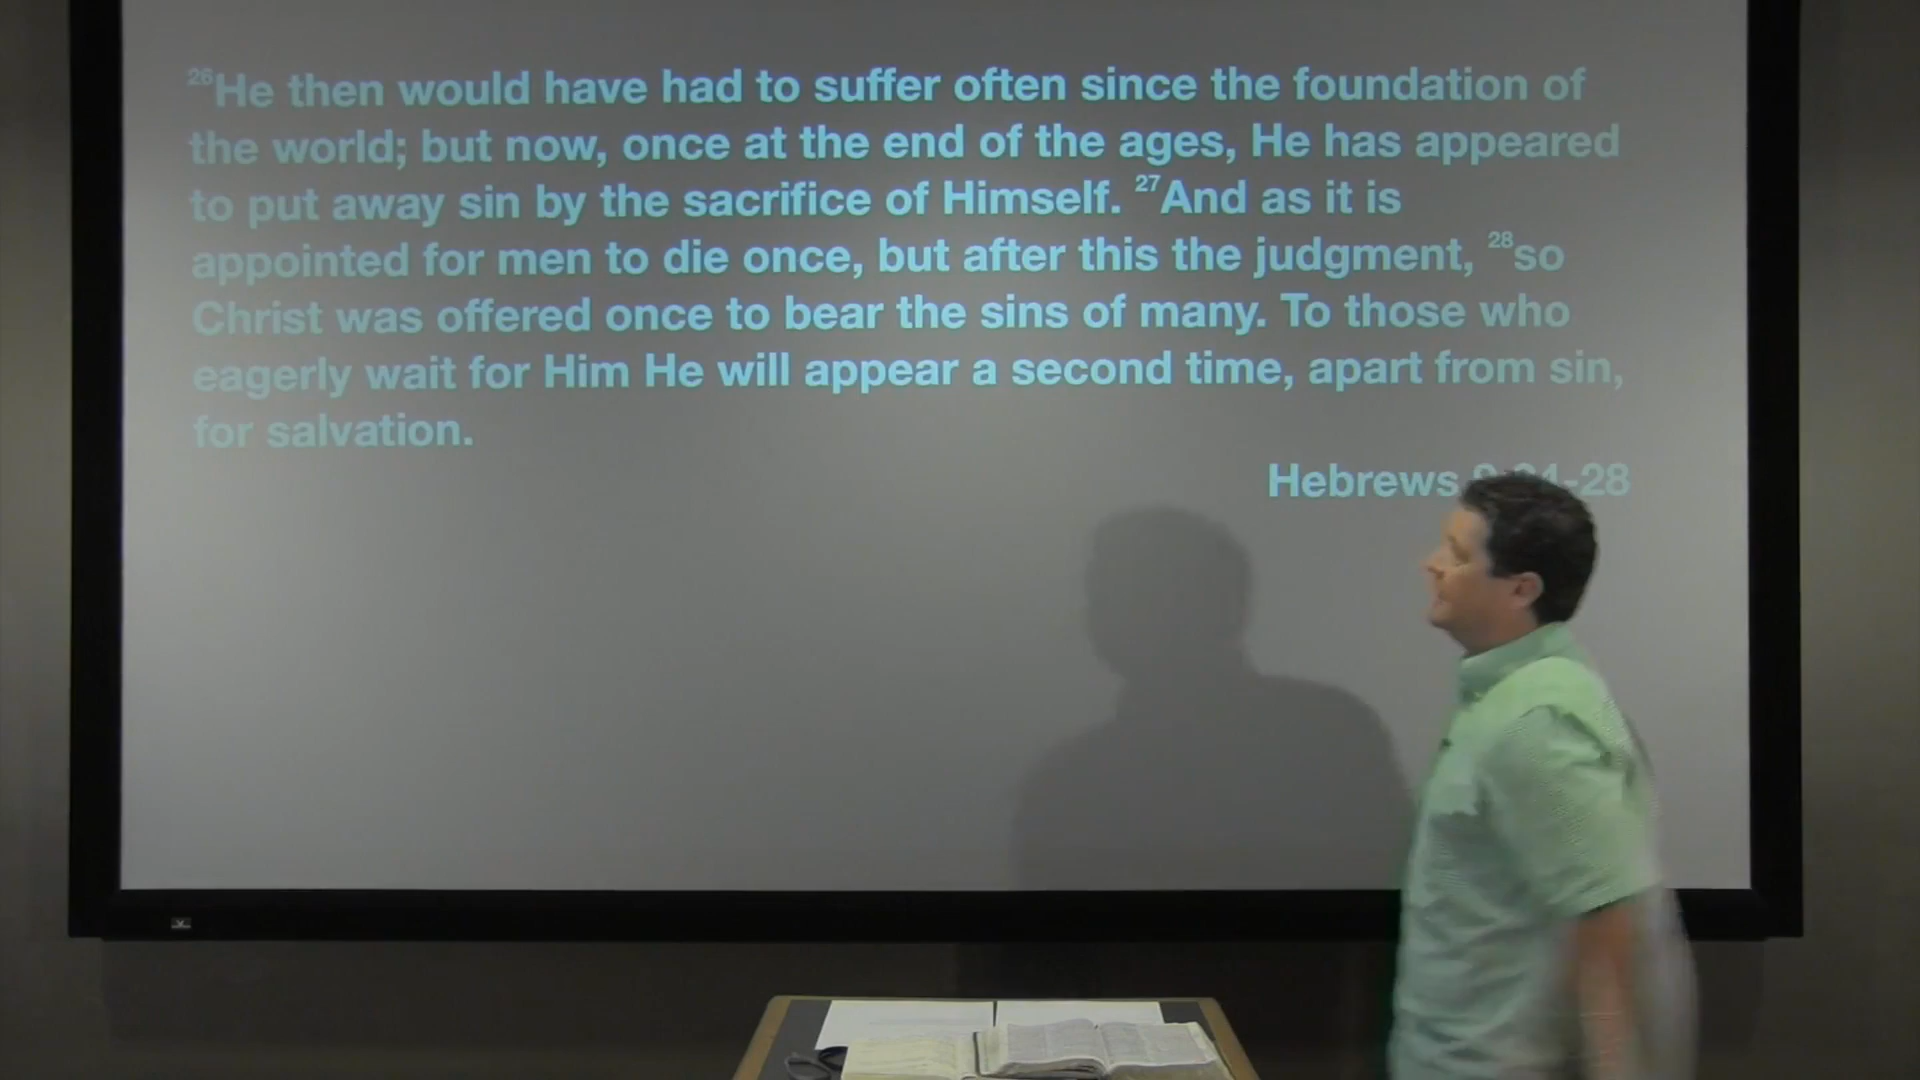 26He then would have had to suffer often since the foundation of
the world; but now, once at the end of the ages, He has appeared
to put away sin by the sacrifice of Himself. 27And as it is
appointed for men to die once, but after this the judgment, 28so
Christ was offered once to bear the sins of many. To those who
eagerly wait for Him He will appear a second time, apart from sin,
for salvation.
Hebrews -28